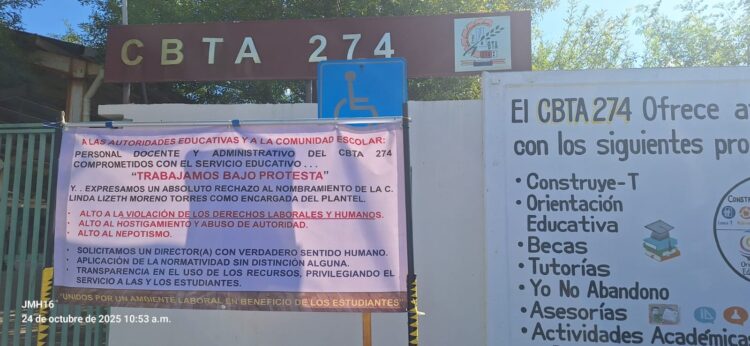 CBTA 274
A LAS AUTORIDADES EDUCATIVAS Y A LA COMUNIDAD ESCOLAR:
PERSONAL DOCENTE Y ADMINISTRATIVO DEL CBTA 274
COMPROMETIDOS CON EL SERVICIO EDUCATIVO . . .
"TRABAJAMOS BAJO PROTESTA"
Y. . EXPRESAMOS UN ABSOLUTO RECHAZO AL NOMBRAMIENTO DE LA C.
LINDA LIZETH MORENO TORRES COMO ENCARGADA DEL PLANTEL.
- ALTO A LA VIOLACIÓN DE LOS DERECHOS LABORALES Y HUMANOS.
- ALTO AL HOSTIGAMIENTO Y ABUSO DE AUTORIDAD.
- ALTO AL NEPOTISMO.
- SOLICITAMOS UN DIRECTOR(A) CON VERDADERO SENTIDO HUMANO.
- APLICACIÓN DE LA NORMATIVIDAD SIN DISTINCIÓN ALGUNA.
- TRANSPARENCIA EN EL USO DE LOS RECURSOS, PRIVILEGIANDO EL
SERVICIO A LAS Y LOS ESTUDIANTES.
"UNIDOS POR UN AMBIENTE LABORAL EN BENEFICIO DE LOS ESTUDIANTES"
El CBTA 274 Ofrece a
con los siguientes pro
• Construye-T
• Orientación
Educativa
• Becas
• Tutorías
• Yo No Abandono
• Asesorías
• Actividades Académica
JMH16
24 de octubre de 2025 10:53 a.m.